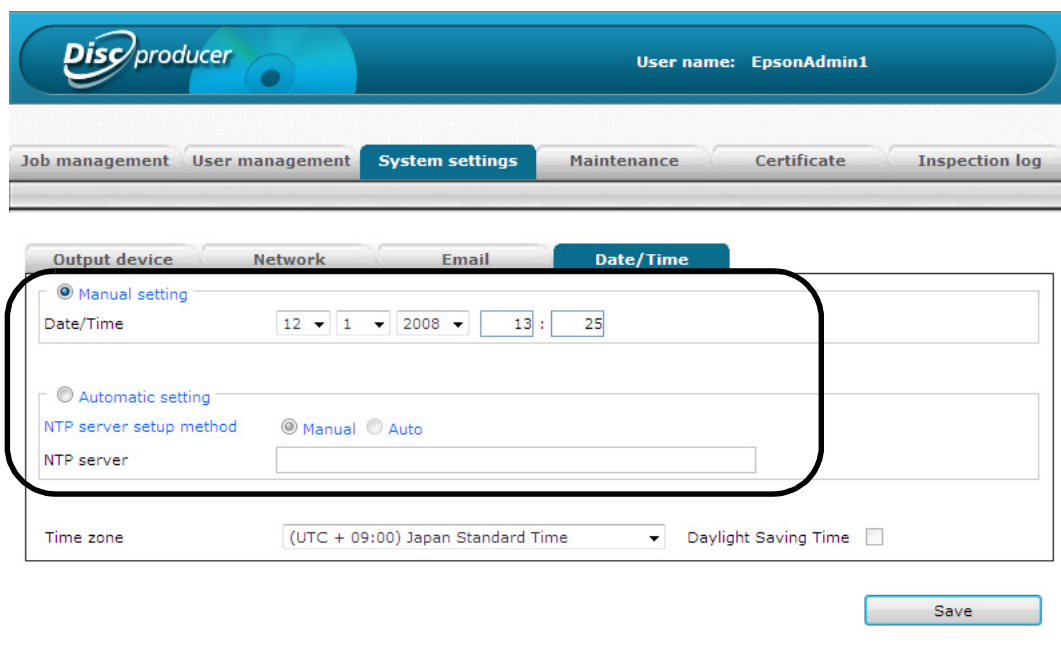 Disc producer
User name: EpsonAdmin1
Job management User management System settings Maintenance Certificate Inspection log
Output device Network Email Date/Time
Manual setting
Date/Time 12 1 2008 13 : 25
Automatic setting
NTP server setup method Manual Auto
NTP server
Time zone (UTC + 09:00) Japan Standard Time Daylight Saving Time
Save